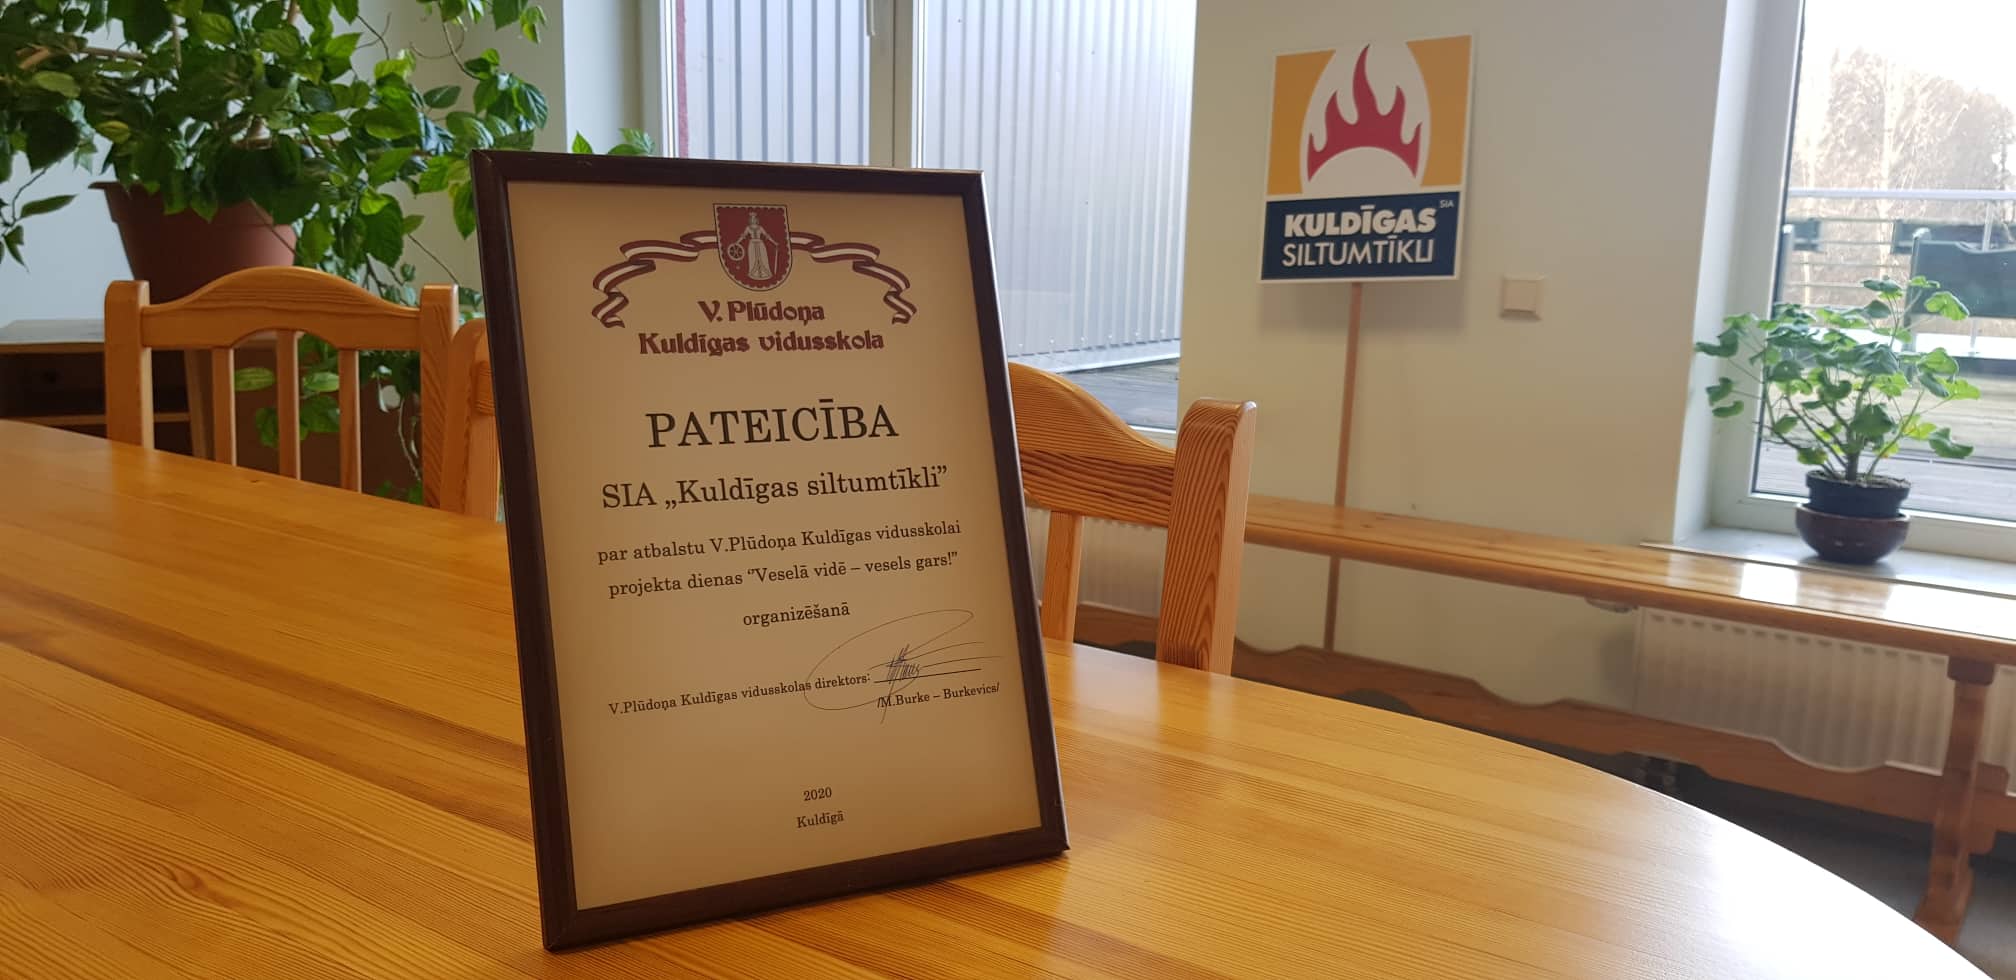 V. Plūdoņa
Kuldīgas vidusskola
PATEICĪBA
SIA „Kuldīgas siltumtīkli”
par atbalstu V.Plūdoņa Kuldīgas vidusskolai
projekta dienas “Veselā vidē – vesels gars!”
organizēšanā
V.Plūdoņa Kuldīgas vidusskolas direktors:
/M.Burke – Burkevics/
2020
Kuldīgā
KULDĪGAS SIA
SILTUMTĪKLI